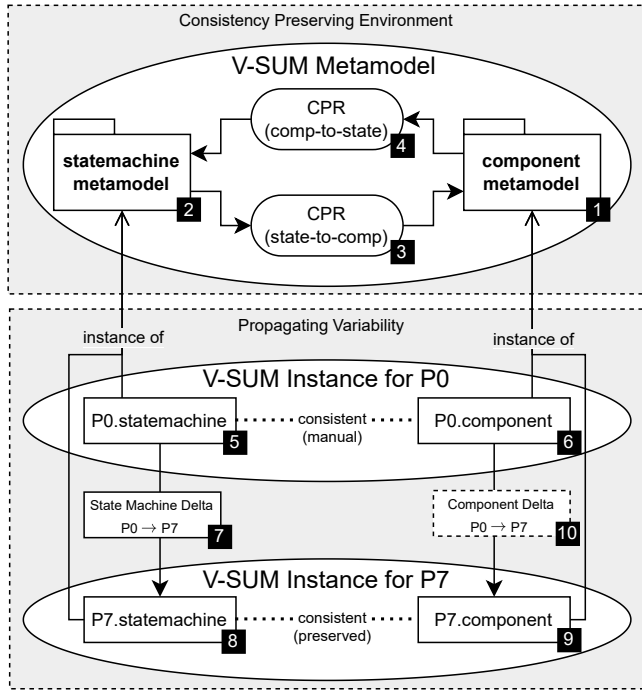 Consistency Preserving Environment
V-SUM Metamodel
CPR
(comp-to-state)
4
statemachine
metamodel
2
component
metamodel
1
CPR
(state-to-comp)
3
instance of
Propagating Variability
instance of
V-SUM Instance for P0
P0.statemachine
5
consistent
(manual)
P0.component
6
State Machine Delta
P0 → P7
7
Component Delta
P0 → P7
10
V-SUM Instance for P7
P7.statemachine
8
consistent
(preserved)
P7.component
9